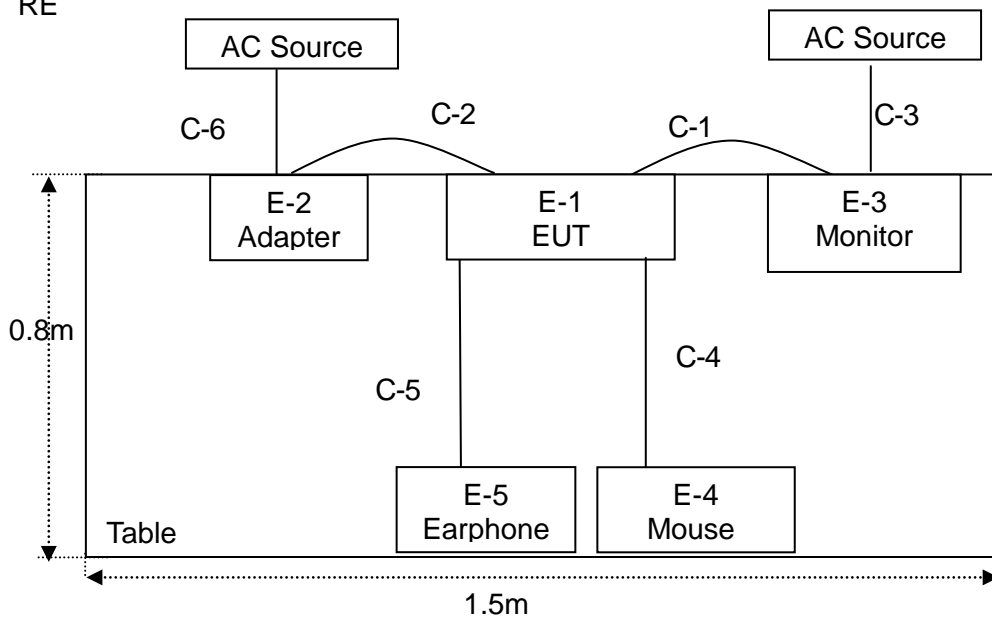 RE
AC Source
AC Source
C-6
C-2
C-1
C-3
E-2
Adapter
E-1
EUT
E-3
Monitor
0.8m
C-5
C-4
E-5
Earphone
E-4
Mouse
Table
1.5m